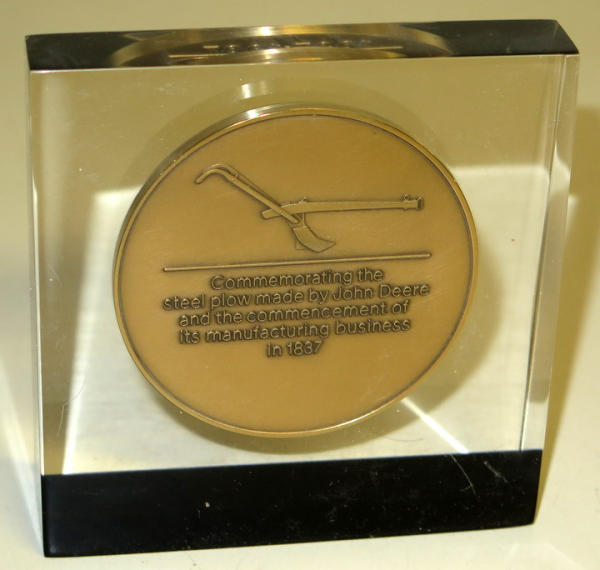 Commemorating the
steel plow made by John Deere
and the commencement of
its manufacturing business
in 1837